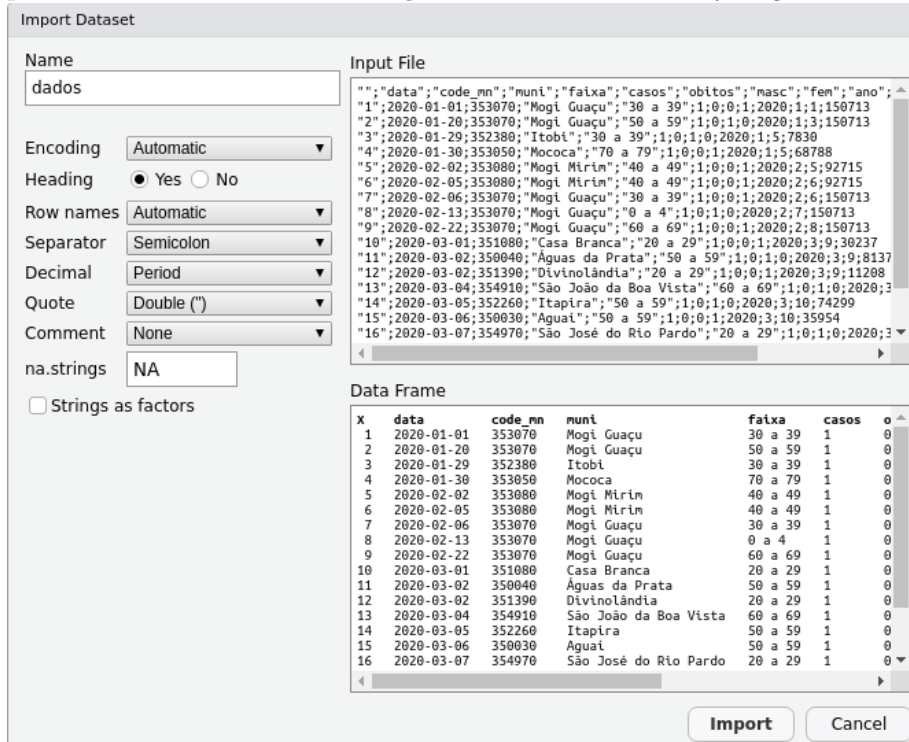 Import Dataset
Name
dados
Encoding Automatic
Heading Yes No
Row names Automatic
Separator Semicolon
Decimal Period
Quote Double (")
Comment None
na.strings NA
Strings as factors
Input File
"";"data";"code_mn";"muni";"faixa";"casos";"obitos";"masc";"fem";"ano";
"1";2020-01-01;353070;"Mogi Guaçu";"30 a 39";1;0;0;1;2020;1;1;150713
"2";2020-01-20;353070;"Mogi Guaçu";"50 a 59";1;0;1;0;2020;1;3;150713
"3";2020-01-29;352380;"Itobi";"30 a 39";1;0;1;0;2020;1;5;7830
"4";2020-01-30;353050;"Mococa";"70 a 79";1;0;0;1;2020;1;5;68788
"5";2020-02-02;353080;"Mogi Mirim";"40 a 49";1;0;0;1;2020;2;5;92715
"6";2020-02-05;353080;"Mogi Mirim";"40 a 49";1;0;0;1;2020;2;6;92715
"7";2020-02-06;353070;"Mogi Guaçu";"30 a 39";1;0;0;1;2020;2;6;150713
"8";2020-02-13;353070;"Mogi Guaçu";"0 a 4";1;0;1;0;2020;2;7;150713
"9";2020-02-22;353070;"Mogi Guaçu";"60 a 69";1;0;0;1;2020;2;8;150713
"10";2020-03-01;351080;"Casa Branca";"20 a 29";1;0;0;1;2020;3;9;30237
"11";2020-03-02;350040;"Águas da Prata";"50 a 59";1;0;1;0;2020;3;9;8137
"12";2020-03-02;351390;"Divinolândia";"20 a 29";1;0;0;1;2020;3;9;11208
"13";2020-03-04;354910;"São João da Boa Vista";"60 a 69";1;0;1;0;2020;3
"14";2020-03-05;352260;"Itapira";"50 a 59";1;0;1;0;2020;3;10;74299
"15";2020-03-06;350030;"Aguaí";"50 a 59";1;0;0;1;2020;3;10;35954
"16";2020-03-07;354970;"São José do Rio Pardo";"20 a 29";1;0;1;0;2020;3
Data Frame
X data code_mn muni faixa casos o
1 2020-01-01 353070 Mogi Guaçu 30 a 39 1 0
2 2020-01-20 353070 Mogi Guaçu 50 a 59 1 0
3 2020-01-29 352380 Itobi 30 a 39 1 0
4 2020-01-30 353050 Mococa 70 a 79 1 0
5 2020-02-02 353080 Mogi Mirim 40 a 49 1 0
6 2020-02-05 353080 Mogi Mirim 40 a 49 1 0
7 2020-02-06 353070 Mogi Guaçu 30 a 39 1 0
8 2020-02-13 353070 Mogi Guaçu 0 a 4 1 0
9 2020-02-22 353070 Mogi Guaçu 60 a 69 1 0
10 2020-03-01 351080 Casa Branca 20 a 29 1 0
11 2020-03-02 350040 Águas da Prata 50 a 59 1 0
12 2020-03-02 351390 Divinolândia 20 a 29 1 0
13 2020-03-04 354910 São João da Boa Vista 60 a 69 1 0
14 2020-03-05 352260 Itapira 50 a 59 1 0
15 2020-03-06 350030 Aguaí 50 a 59 1 0
16 2020-03-07 354970 São José do Rio Pardo 20 a 29 1 0
Import Cancel